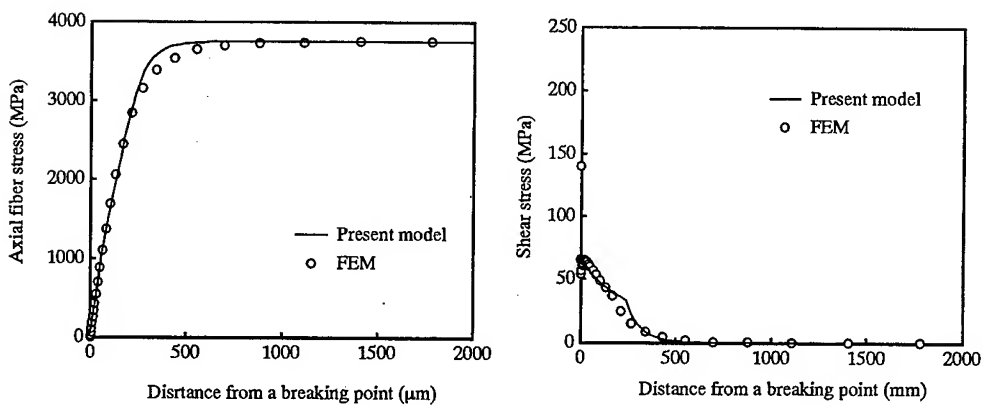 Axial fiber stress (MPa)
4000
3000
2000
1000
0
Present model
FEM
0 500 1000 1500 2000
Disrtance from a breaking point (μm)
Shear stress (MPa)
250
200
150
100
50
0
Present model
FEM
0 500 1000 1500 2000
Distance from a breaking point (mm)